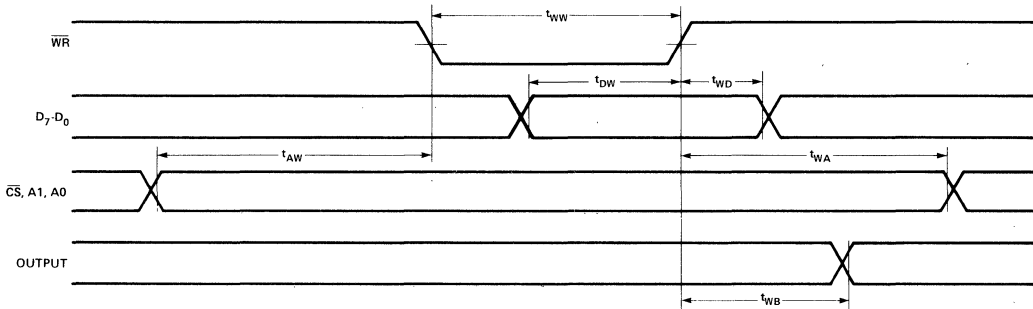 tWW
WR
tDW
tWD
D7-D0
tAW
tWA
CS, A1, A0
OUTPUT
tWB